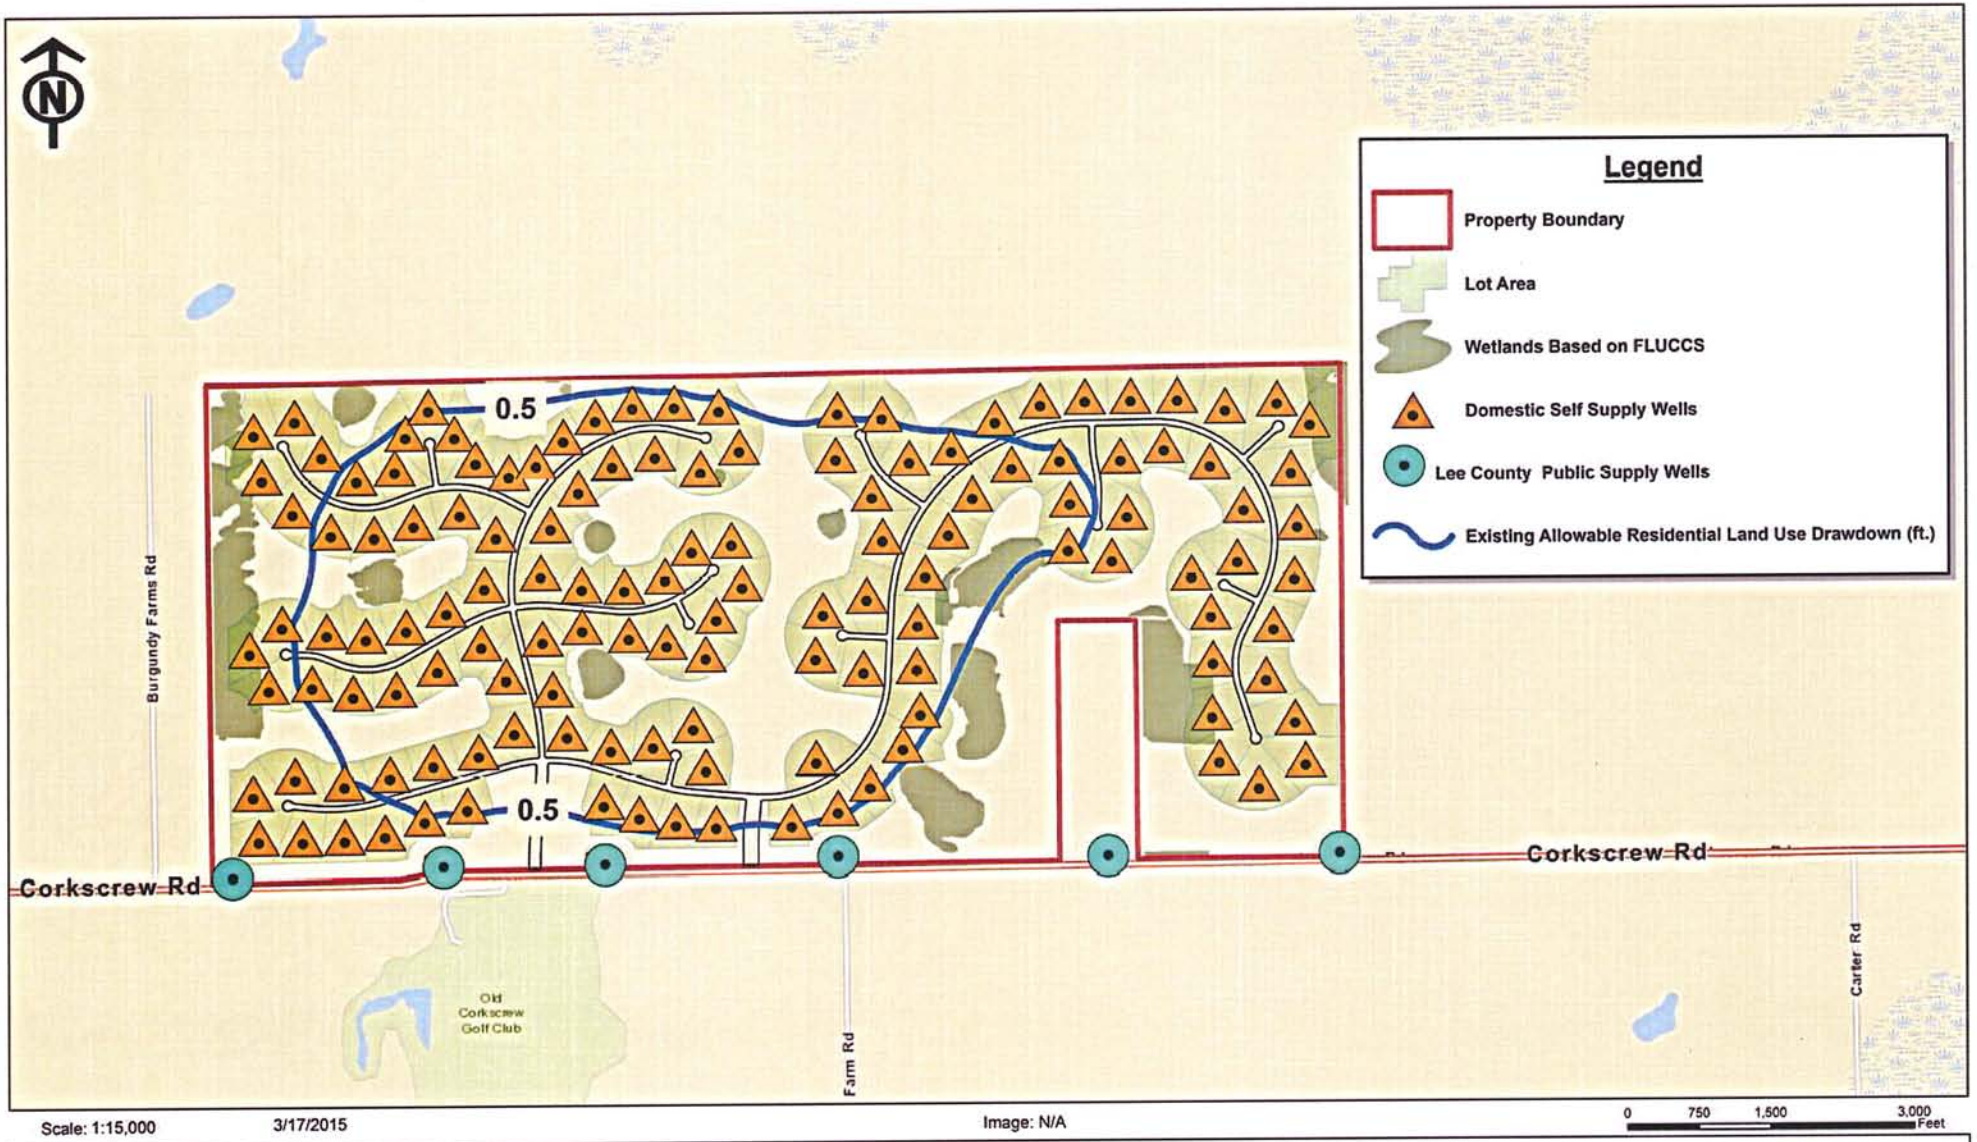 N
Legend
Property Boundary
Lot Area
Wetlands Based on FLUCCS
Domestic Self Supply Wells
Lee County Public Supply Wells
Existing Allowable Residential Land Use Drawdown (ft.)
0.5
Burgundy Farms Rd
0.5
Corkscrew Rd
Corkscrew Rd
Old
Corkscrew
Golf Club
Farm Rd
Carter Rd
Scale: 1:15,000
3/17/2015
Image: N/A
0 750 1,500 3,000
Feet